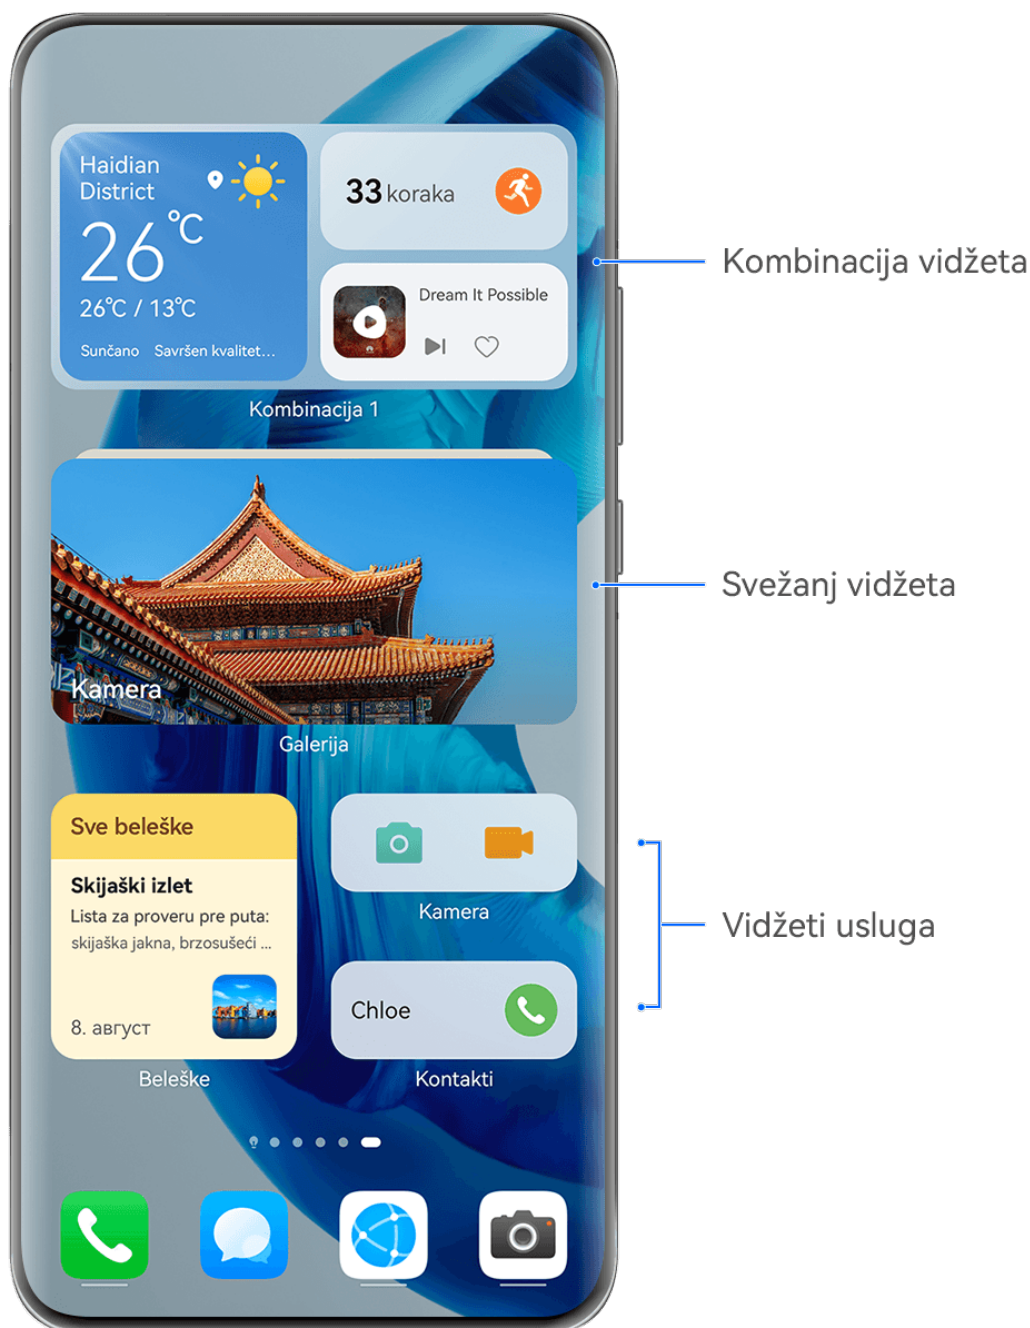 Haidian
District
26°C
26°C / 13°C
Sunčano Savršen kvalitet...
33 koraka
Dream It Possible
Kombinacija 1
Kombinacija vidžeta
Kamera
Galerija
Svežanj vidžeta
Sve beleške
Skijaški izlet
Lista za proveru pre puta:
skijaška jakna, brzosušeći ...
8. август
Beleške
Kamera
Chloe
Kontakti
Vidžeti usluga